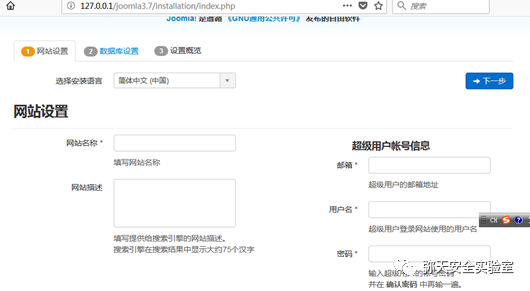 127.0.0.1/joomla3.7/installation/index.php
搜索
Joomla! 是遵循 《GNU通用公共许可》 发布的自由软件
1 网站设置 2 数据库设置 3 设置概览
选择安装语言 简体中文 (中国) 下一步
网站设置
网站名称 *
填写网站名称
网站描述
填写提供给搜索引擎的网站描述。
搜索引擎在搜索结果中显示大约75个汉字
超级用户帐号信息
邮箱 *
超级用户的邮箱地址
用户名 *
超级用户登录网站使用的用户名
CN S ?
密码 *
输入超级用户的帐号密码
并在 确认密码 中再输一遍。
聊天安全实验室